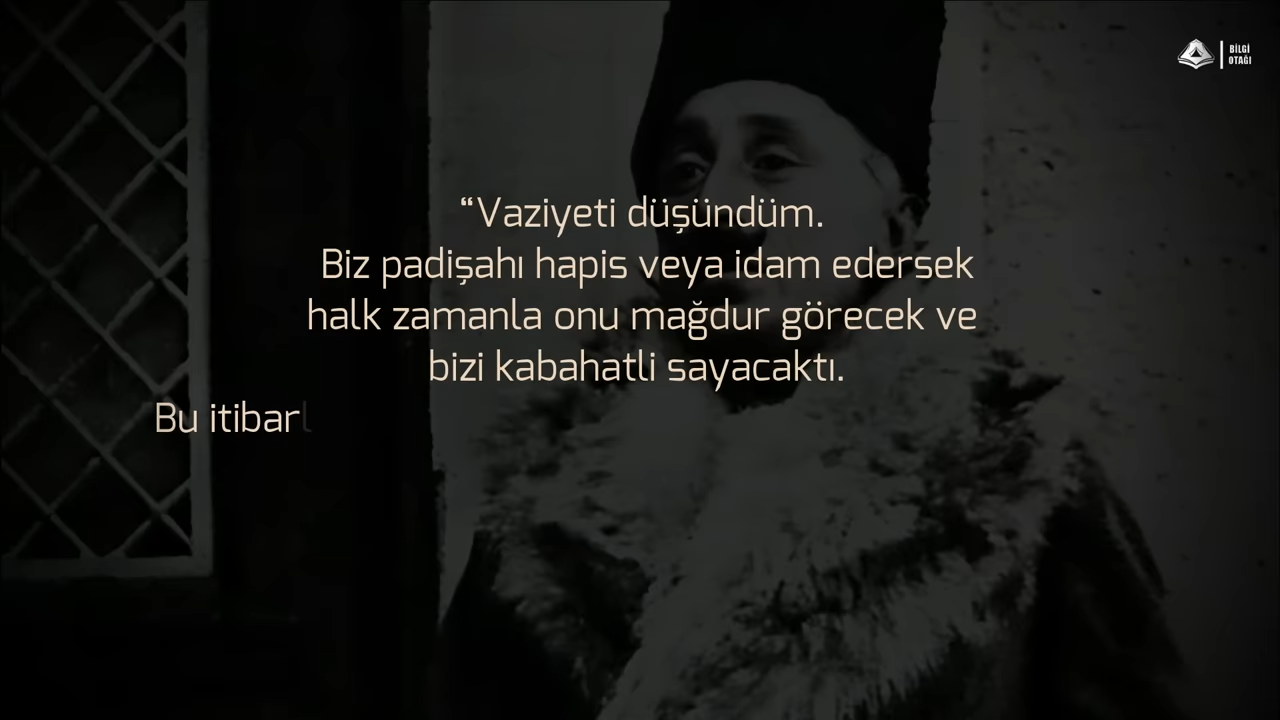 BİLGİ
OTAĞI
“Vaziyeti düşündüm.
Biz padişahı hapis veya idam edersek
halk zamanla onu mağdur görecek ve
bizi kabahatli sayacaktı.
Bu itibarl